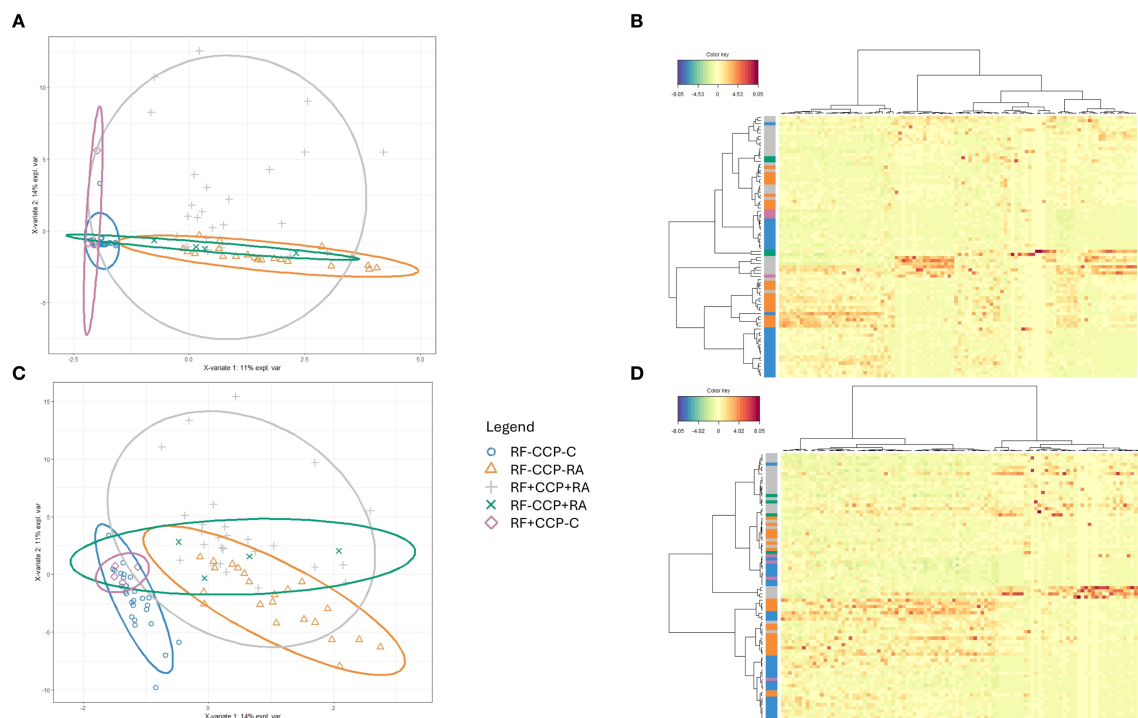 A
10
5
0
-5
-2.5
0.0
2.5
5.0
X-variate 2: 14% expl. var
X-variate 1: 11% expl. var
B
Color key
-9.05 -4.53 0 4.53 9.05
C
15
10
5
0
-5
-10
-2
0
2
X-variate 2: 11% expl. var
X-variate 1: 14% expl. var
Legend
RF-CCP-C
RF-CCP-RA
RF+CCP+RA
RF-CCP+RA
RF+CCP-C
D
Color key
-8.05 -4.02 0 4.02 8.05